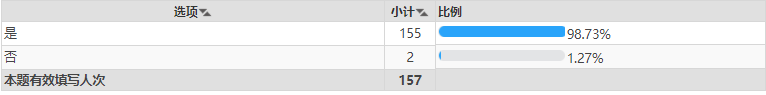 选项 小计 比例
是 155 98.73%
否 2 1.27%
本题有效填写人次 157